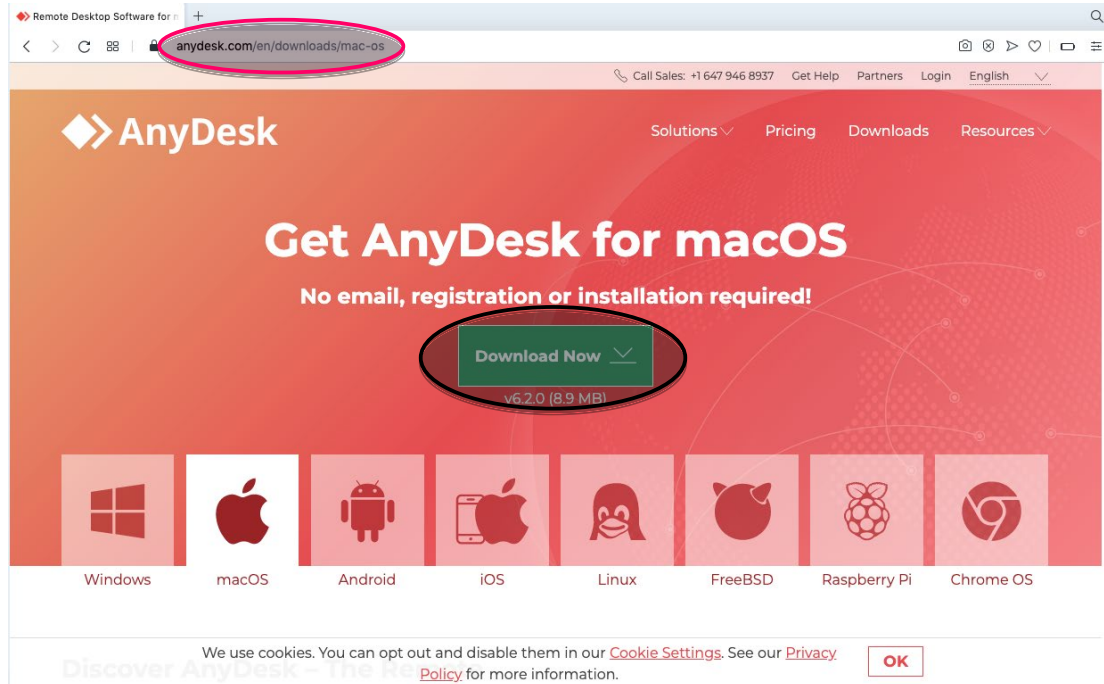 Remote Desktop Software for
anydesk.com/en/downloads/mac-os
Call Sales: +1 647 946 8937 Get Help Partners Login English
AnyDesk
Solutions Pricing Downloads Resources
Get AnyDesk for macOS
No email, registration or installation required!
Download Now
v6.2.0 (8.9 MB)
Windows macOS Android iOS Linux FreeBSD Raspberry Pi Chrome OS
We use cookies. You can opt out and disable them in our Cookie Settings. See our Privacy
Policy for more information.
OK
Discover AnyDesk – The Remote